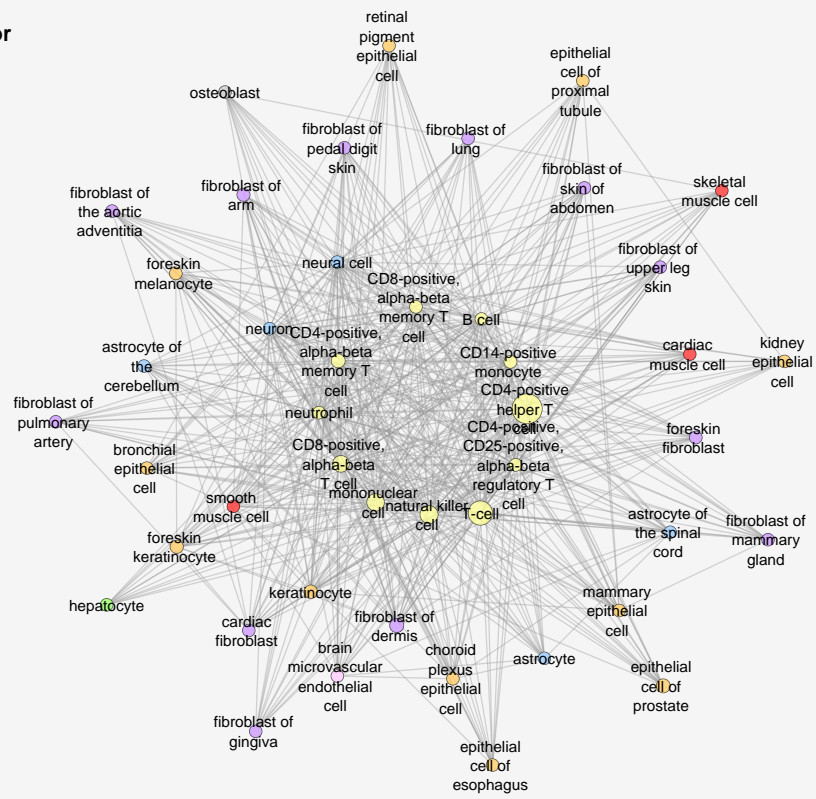 or
retinal
pigment
epithelial
cell
epithelial
cell of
proximal
tubule
osteoblast
fibroblast of
pedal digit
skin
fibroblast of
lung
fibroblast of
skin of
abdomen
skeletal
muscle cell
fibroblast of
the aortic
adventitia
fibroblast of
arm
foreskin
melanocyte
neural cell
fibroblast of
upper leg
skin
CD8-positive,
alpha-beta
memory T
cell
B cell
neuron
CD4-positive,
alpha-beta
memory T
cell
CD14-positive
monocyte
cardiac
muscle cell
kidney
epithelial
cell
astrocyte of
the
cerebellum
CD4-positive
helper T
cell
fibroblast of
pulmonary
artery
neutrophil
CD4-positive,
CD25-positive,
alpha-beta
regulatory T
cell
foreskin
fibroblast
bronchial
epithelial
cell
CD8-positive,
alpha-beta
T cell
mononuclear
cell
natural killer
cell
T-cell
smooth
muscle cell
astrocyte of
the spinal
cord
fibroblast of
mammary
gland
foreskin
keratinocyte
hepatocyte
keratinocyte
mammary
epithelial
cell
cardiac
fibroblast
fibroblast of
dermis
brain
microvascular
endothelial
cell
choroid
plexus
epithelial
cell
astrocyte
epithelial
cell of
prostate
fibroblast of
gingiva
epithelial
cell of
esophagus